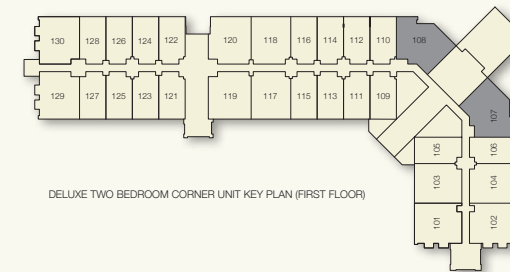 130 128 126 124 122 120 118 116 114 112 110 108
129 127 125 123 121 119 117 115 113 111 109
107
105 106
103 104
101 102
DELUXE TWO BEDROOM CORNER UNIT KEY PLAN (FIRST FLOOR)